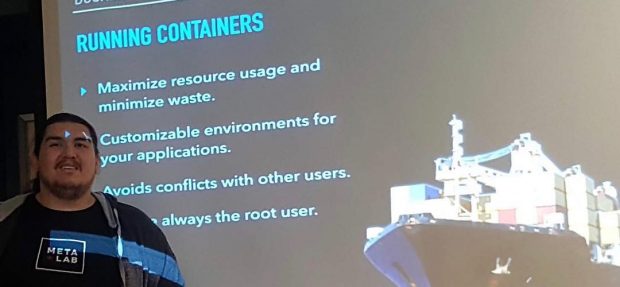 RUNNING CONTAINERS
Maximize resource usage and
minimize waste.
Customizable environments for
your applications.
Avoids conflicts with other users.
always the root user.
META
LAB